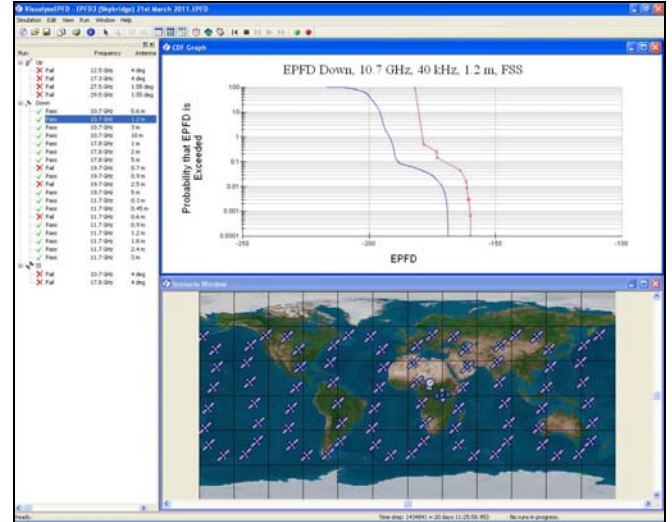 VisualyseEPFD - EPFD3 (Skybridge) 21st March 2011.EPFD
Simulation Edit View Run Window Help
Run Frequency Antenna
Up
Fail 12.5 GHz 4 deg
Fail 17.3 GHz 4 deg
Fail 27.5 GHz 1.55 deg
Fail 29.5 GHz 1.55 deg
Down
Pass 10.7 GHz 0.6 m
Pass 10.7 GHz 1.2 m
Pass 10.7 GHz 3 m
Pass 10.7 GHz 10 m
Pass 17.8 GHz 1 m
Pass 17.8 GHz 2 m
Pass 17.8 GHz 5 m
Fail 19.7 GHz 0.7 m
Pass 19.7 GHz 0.9 m
Fail 19.7 GHz 2.5 m
Pass 19.7 GHz 5 m
Pass 11.7 GHz 0.3 m
Pass 11.7 GHz 0.45 m
Fail 11.7 GHz 0.6 m
Pass 11.7 GHz 0.9 m
Pass 11.7 GHz 1.2 m
Pass 11.7 GHz 1.8 m
Pass 11.7 GHz 2.4 m
Pass 11.7 GHz 3 m
IS
Fail 10.7 GHz 4 deg
Fail 17.8 GHz 4 deg
CDF Graph
EPFD Down, 10.7 GHz, 40 kHz, 1.2 m, FSS
Probability that EPFD is
Exceeded
100
10
1
0.1
0.01
0.001
0.0001
-250 -200 -150 -100
EPFD
Scenario Window
Ready.
Time step: 1434841 = 20 days 11:25:58.453
No runs in progress.